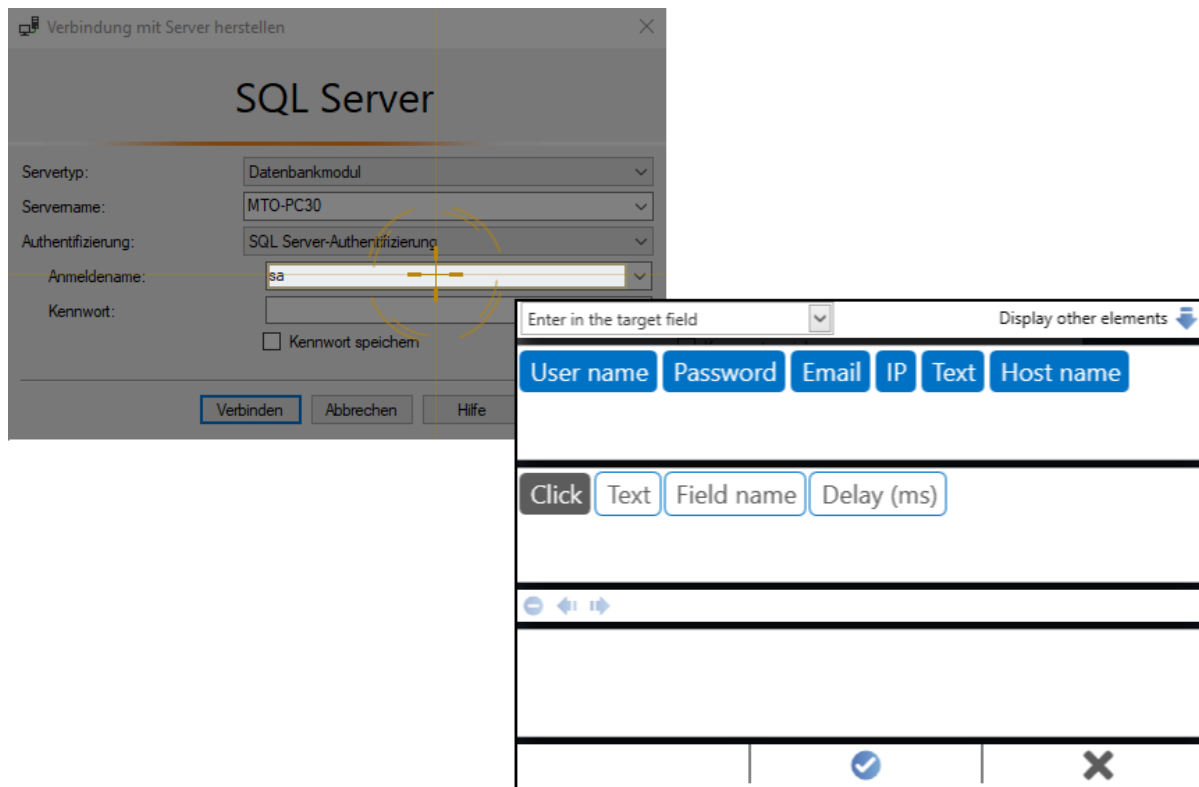 Verbindung mit Server herstellen
SQL Server
Servertyp:
Datenbankmodul
Servername:
MTO-PC30
Authentifizierung:
SQL Server-Authentifizierung
Anmeldename:
sa
Kennwort:
Kennwort speichern
Verbinden
Abbrechen
Hilfe
Enter in the target field
Display other elements
User name Password Email IP Text Host name
Click Text Field name Delay (ms)